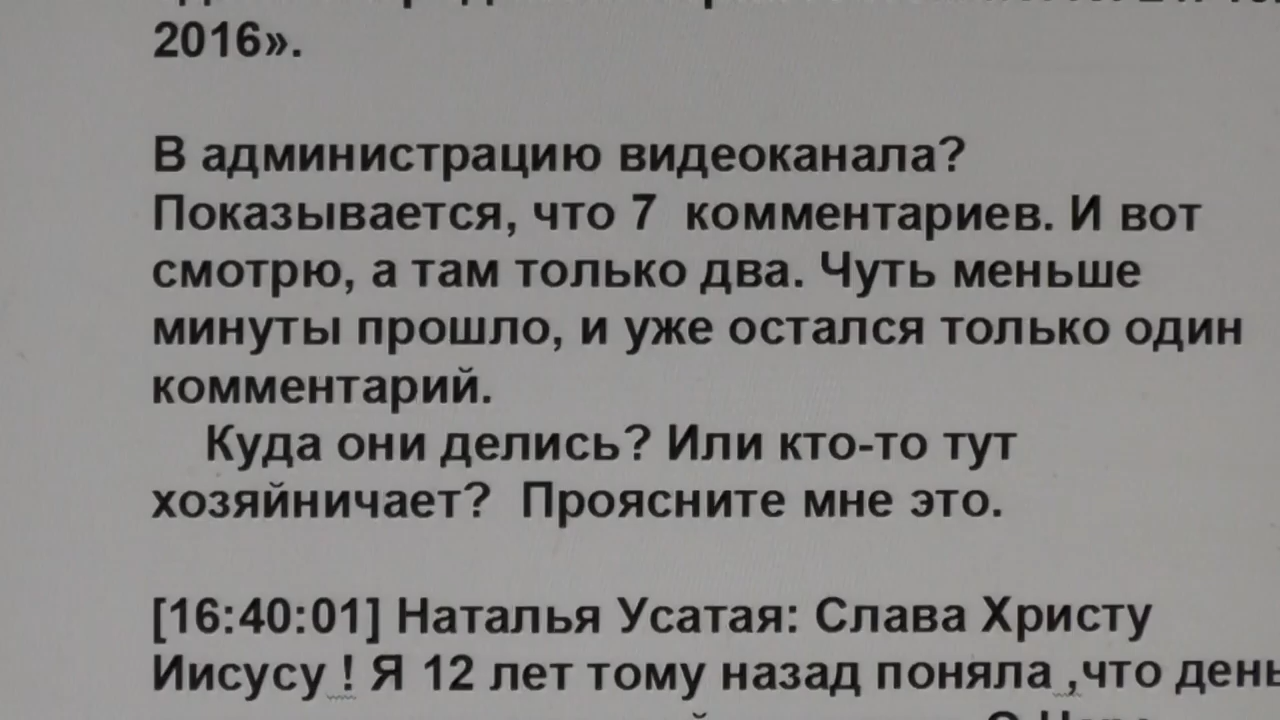 2016».
В администрацию видеоканала?
Показывается, что 7 комментариев. И вот
смотрю, а там только два. Чуть меньше
минуты прошло, и уже остался только один
комментарий.
Куда они делись? Или кто-то тут
хозяйничает? Проясните мне это.
[16:40:01] Наталья Усатая: Слава Христу
Иисусу ! Я 12 лет тому назад поняла ,что день